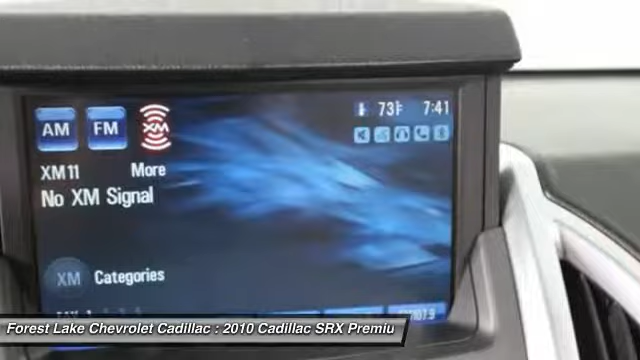 73F 7:41
AM FM XM
XM11 More
No XM Signal
XM Categories
Forest Lake Chevrolet Cadillac : 2010 Cadillac SRX Premiu